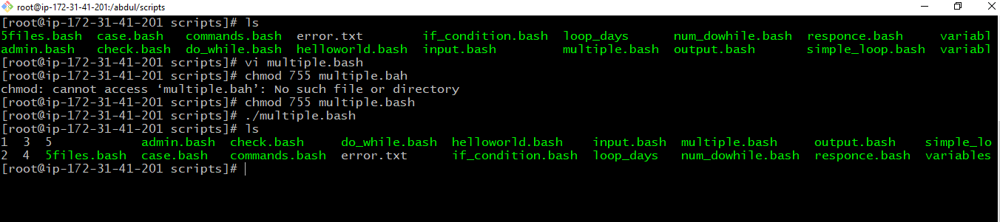 root@ip-172-31-41-201:/abdul/scripts
[root@ip-172-31-41-201 scripts]# ls
5files.bash  case.bash   commands.bash  error.txt        if_condition.bash  loop_days      num_dowhile.bash  responce.bash     variabl
admin.bash   check.bash  do_while.bash  helloworld.bash  input.bash         multiple.bash  output.bash       simple_loop.bash  variabl
[root@ip-172-31-41-201 scripts]# vi multiple.bash
[root@ip-172-31-41-201 scripts]# chmod 755 multiple.bah
chmod: cannot access ‘multiple.bah’: No such file or directory
[root@ip-172-31-41-201 scripts]# chmod 755 multiple.bash
[root@ip-172-31-41-201 scripts]# ./multiple.bash
[root@ip-172-31-41-201 scripts]# ls
1  3  5            admin.bash  check.bash     do_while.bash  helloworld.bash    input.bash  multiple.bash     output.bash    simple_lo
2  4  5files.bash  case.bash   commands.bash  error.txt      if_condition.bash  loop_days   num_dowhile.bash  responce.bash  variables
[root@ip-172-31-41-201 scripts]#